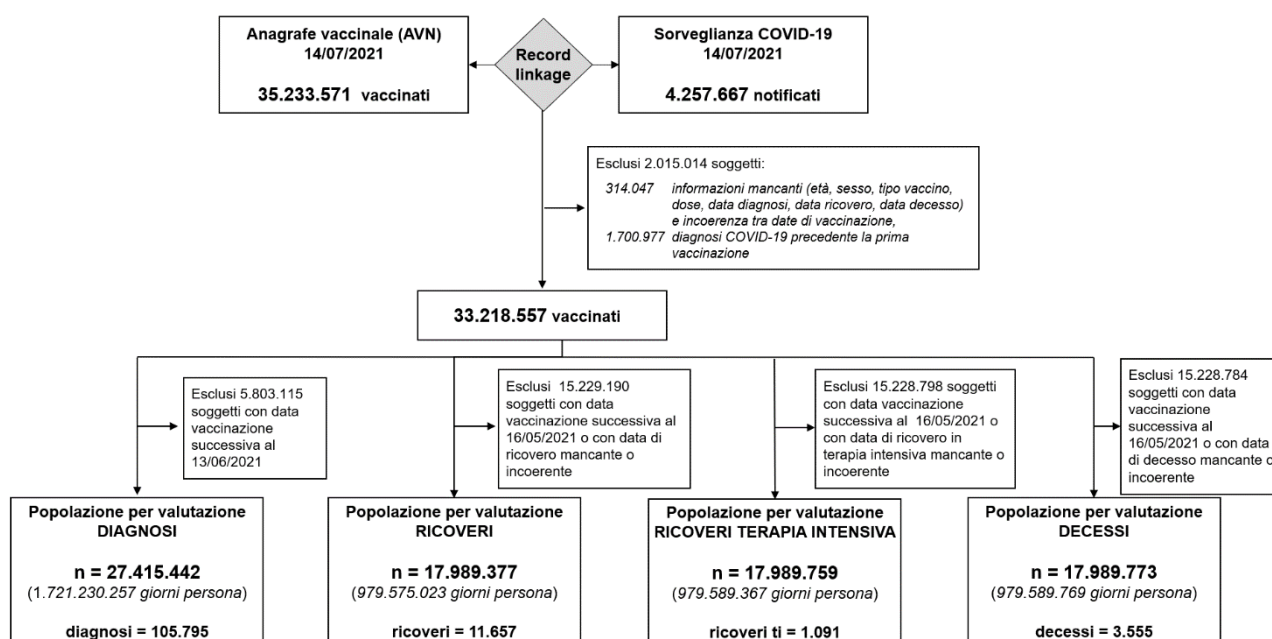 Anagrafe vaccinale (AVN)
14/07/2021
35.233.571 vaccinati
Record
linkage
Sorveglianza COVID-19
14/07/2021
4.257.667 notificati
Esclusi 2.015.014 soggetti:
314.047 informazioni mancanti (età, sesso, tipo vaccino,
dose, data diagnosi, data ricovero, data decesso)
e incoerenza tra date di vaccinazione,
1.700.977 diagnosi COVID-19 precedente la prima
vaccinazione
33.218.557 vaccinati
Esclusi 5.803.115
soggetti con data
vaccinazione
successiva al
13/06/2021
Esclusi 15.229.190
soggetti con data
vaccinazione successiva al
16/05/2021 o con data di
ricovero mancante o
incoerente
Esclusi 15.228.798 soggetti
con data vaccinazione
successiva al 16/05/2021 o
con data di ricovero in
terapia intensiva mancante o
incoerente
Esclusi 15.228.784
soggetti con data
vaccinazione
successiva al
16/05/2021 o con data
di decesso mancante o
incoerente
Popolazione per valutazione
DIAGNOSI
n = 27.415.442
(1.721.230.257 giorni persona)
diagnosi = 105.795
Popolazione per valutazione
RICOVERI
n = 17.989.377
(979.575.023 giorni persona)
ricoveri = 11.657
Popolazione per valutazione
RICOVERI TERAPIA INTENSIVA
n = 17.989.759
(979.589.367 giorni persona)
ricoveri ti = 1.091
Popolazione per valutazione
DECESSI
n = 17.989.773
(979.589.769 giorni persona)
decessi = 3.555